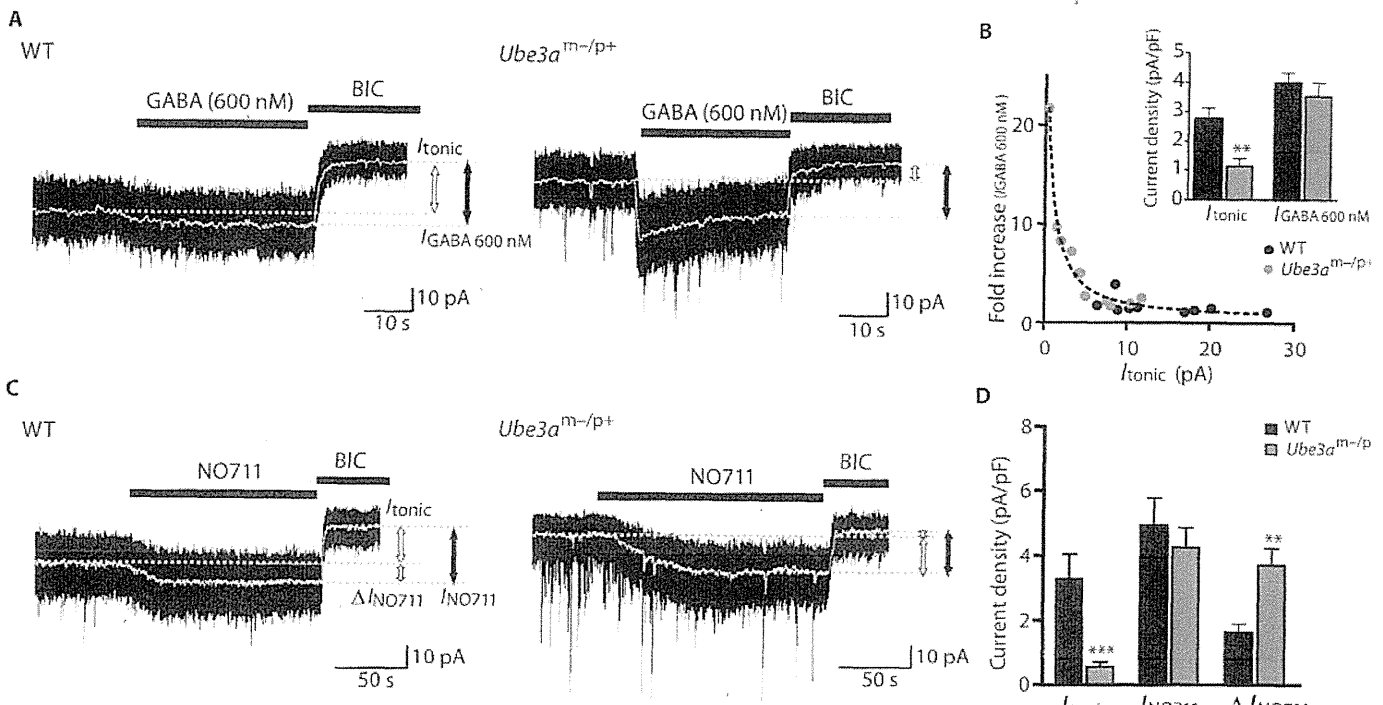 A
WT
Ube3a^m–/p+
GABA (600 nM)
BIC
I_tonic
I_GABA 600 nM
10 pA
10 s
GABA (600 nM)
BIC
10 pA
10 s
B
Fold increase (I_GABA 600 nM)
20
10
0
0
10
20
30
I_tonic (pA)
Current density (pA/pF)
5
4
3
2
1
0
**
I_tonic
I_GABA 600 nM
WT
Ube3a^m–/p+
C
WT
Ube3a^m–/p+
NO711
BIC
I_tonic
Δ I_NO711
I_NO711
10 pA
50 s
NO711
BIC
10 pA
50 s
D
WT
Ube3a^m–/p
Current density (pA/pF)
8
6
4
2
0
***
**